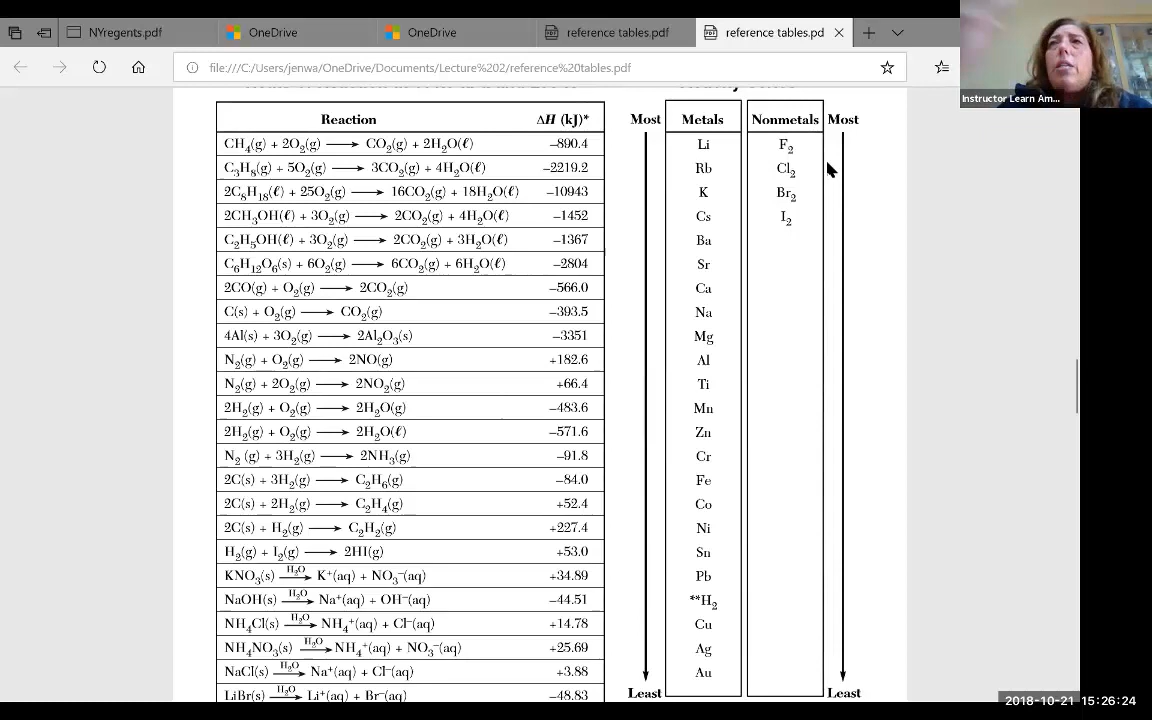 NYregents.pdf
OneDrive
OneDrive
reference tables.pdf
reference tables.pd
file:///C:/Users/jenwa/OneDrive/Documents/Lecture%202/reference%20tables.pdf
Instructor Learn Am...
Reaction ΔH (kJ)*
CH₄(g) + 2O₂(g) ⟶ CO₂(g) + 2H₂O(ℓ) –890.4
C₃H₈(g) + 5O₂(g) ⟶ 3CO₂(g) + 4H₂O(ℓ) –2219.2
2C₈H₁₈(ℓ) + 25O₂(g) ⟶ 16CO₂(g) + 18H₂O(ℓ) –10943
2CH₃OH(ℓ) + 3O₂(g) ⟶ 2CO₂(g) + 4H₂O(ℓ) –1452
C₂H₅OH(ℓ) + 3O₂(g) ⟶ 2CO₂(g) + 3H₂O(ℓ) –1367
C₆H₁₂O₆(s) + 6O₂(g) ⟶ 6CO₂(g) + 6H₂O(ℓ) –2804
2CO(g) + O₂(g) ⟶ 2CO₂(g) –566.0
C(s) + O₂(g) ⟶ CO₂(g) –393.5
4Al(s) + 3O₂(g) ⟶ 2Al₂O₃(s) –3351
N₂(g) + O₂(g) ⟶ 2NO(g) +182.6
N₂(g) + 2O₂(g) ⟶ 2NO₂(g) +66.4
2H₂(g) + O₂(g) ⟶ 2H₂O(g) –483.6
2H₂(g) + O₂(g) ⟶ 2H₂O(ℓ) –571.6
N₂(g) + 3H₂(g) ⟶ 2NH₃(g) –91.8
2C(s) + 3H₂(g) ⟶ C₂H₆(g) –84.0
2C(s) + 2H₂(g) ⟶ C₂H₄(g) +52.4
2C(s) + H₂(g) ⟶ C₂H₂(g) +227.4
H₂(g) + I₂(g) ⟶ 2HI(g) +53.0
KNO₃(s) H₂O⟶ K⁺(aq) + NO₃⁻(aq) +34.89
NaOH(s) H₂O⟶ Na⁺(aq) + OH⁻(aq) –44.51
NH₄Cl(s) H₂O⟶ NH₄⁺(aq) + Cl⁻(aq) +14.78
NH₄NO₃(s) H₂O⟶ NH₄⁺(aq) + NO₃⁻(aq) +25.69
NaCl(s) H₂O⟶ Na⁺(aq) + Cl⁻(aq) +3.88
LiBr(s) H₂O⟶ Li⁺(aq) + Br⁻(aq) –48.83
Most Metals Nonmetals Most
Li F₂
Rb Cl₂
K Br₂
Cs I₂
Ba
Sr
Ca
Na
Mg
Al
Ti
Mn
Zn
Cr
Fe
Co
Ni
Sn
Pb
**H₂
Cu
Ag
Au
Least Least
2018-10-21 15:26:24